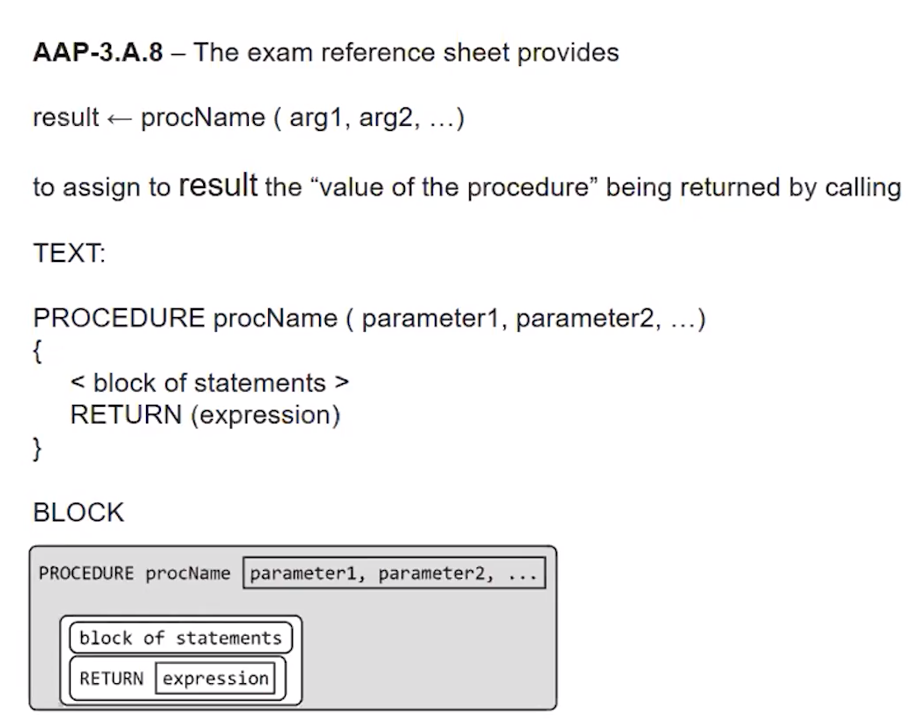 AAP-3.A.8 – The exam reference sheet provides
result ← procName ( arg1, arg2, …)
to assign to result the “value of the procedure” being returned by calling
TEXT:
PROCEDURE procName ( parameter1, parameter2, …)
{
< block of statements >
RETURN (expression)
}
BLOCK
PROCEDURE procName parameter1, parameter2, ...
block of statements
RETURN expression